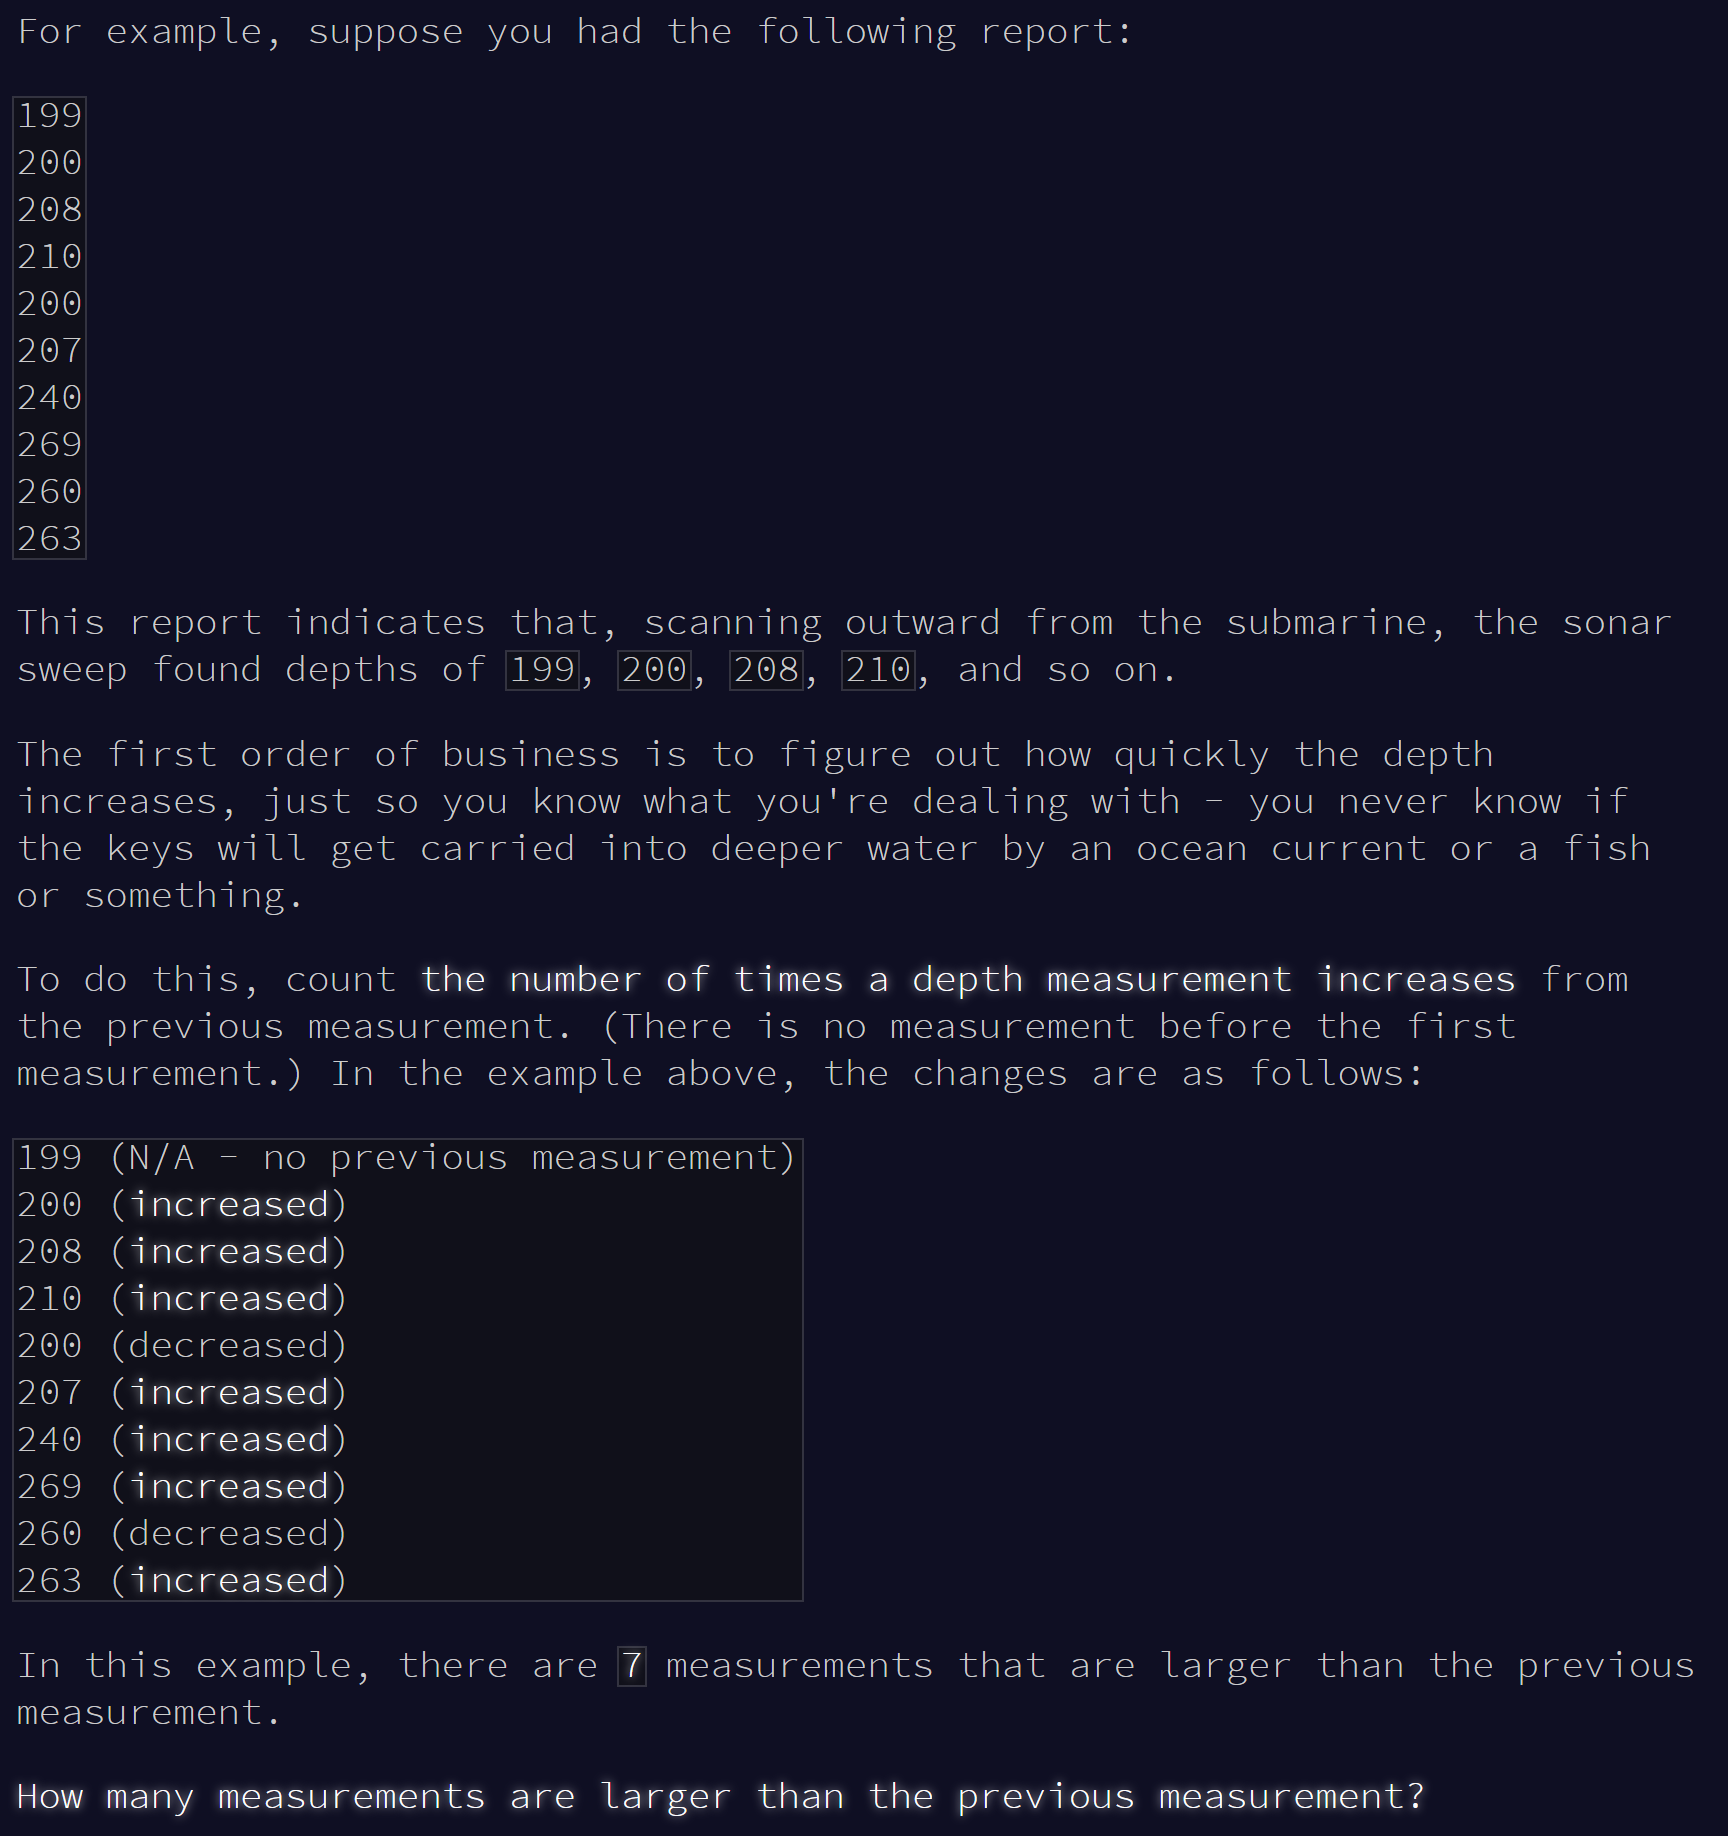 For example, suppose you had the following report:
199
200
208
210
200
207
240
269
260
263
This report indicates that, scanning outward from the submarine, the sonar
sweep found depths of 199, 200, 208, 210, and so on.
The first order of business is to figure out how quickly the depth
increases, just so you know what you're dealing with - you never know if
the keys will get carried into deeper water by an ocean current or a fish
or something.
To do this, count the number of times a depth measurement increases from
the previous measurement. (There is no measurement before the first
measurement.) In the example above, the changes are as follows:
199 (N/A - no previous measurement)
200 (increased)
208 (increased)
210 (increased)
200 (decreased)
207 (increased)
240 (increased)
269 (increased)
260 (decreased)
263 (increased)
In this example, there are 7 measurements that are larger than the previous
measurement.
How many measurements are larger than the previous measurement?